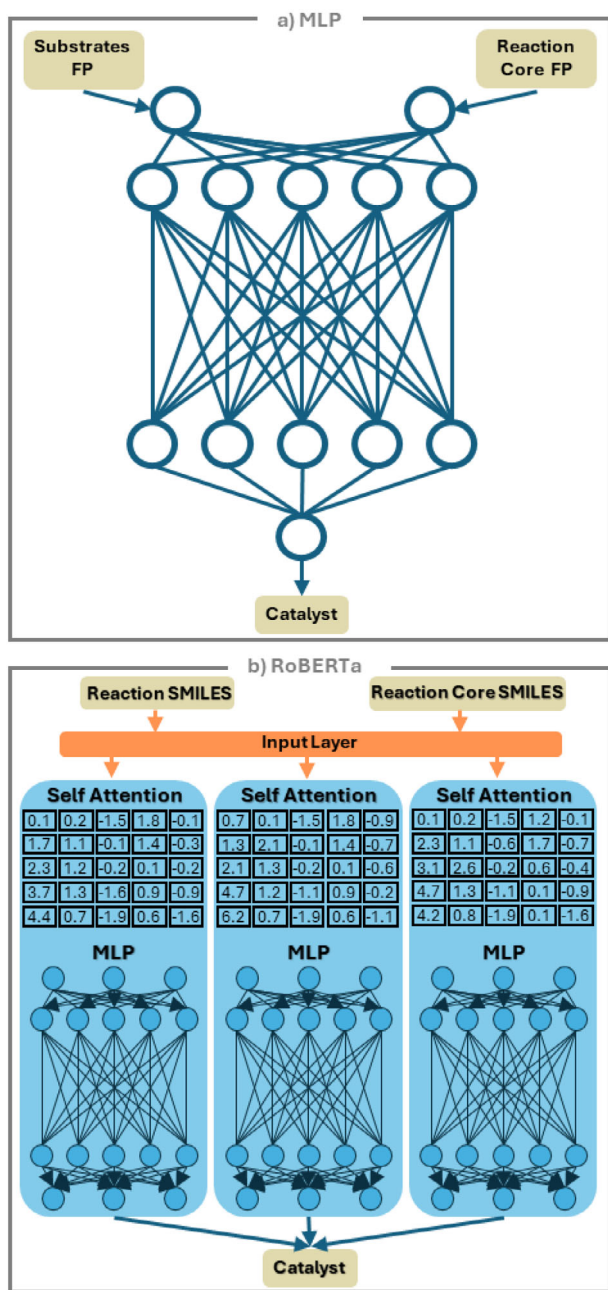 a) MLP
Substrates
FP
Reaction
Core FP
Catalyst
b) RoBERTa
Reaction SMILES
Reaction Core SMILES
Input Layer
Self Attention
0.1 0.2 -1.5 1.8 -0.1
1.7 1.1 -0.1 1.4 -0.3
2.3 1.2 -0.2 0.1 -0.2
3.7 1.3 -1.6 0.9 -0.9
4.4 0.7 -1.9 0.6 -1.6
MLP
Self Attention
0.7 0.1 -1.5 1.8 -0.9
1.3 2.1 -0.1 1.4 -0.7
2.1 1.3 -0.2 0.1 -0.6
4.7 1.2 -1.1 0.9 -0.2
6.2 0.7 -1.9 0.6 -1.1
MLP
Self Attention
0.1 0.2 -1.5 1.2 -0.1
2.3 1.1 -0.6 1.7 -0.7
3.1 2.6 -0.2 0.6 -0.4
4.7 1.3 -1.1 0.1 -0.9
4.2 0.8 -1.9 0.1 -1.6
MLP
Catalyst